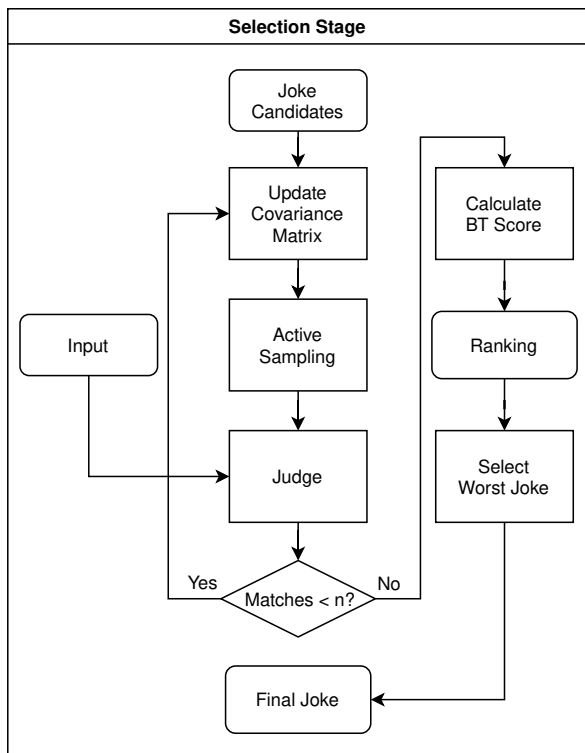 Selection Stage
Joke
Candidates
Update
Covariance
Matrix
Calculate
BT Score
Input
Active
Sampling
Ranking
Judge
Select
Worst Joke
Yes
Matches < n?
No
Final Joke